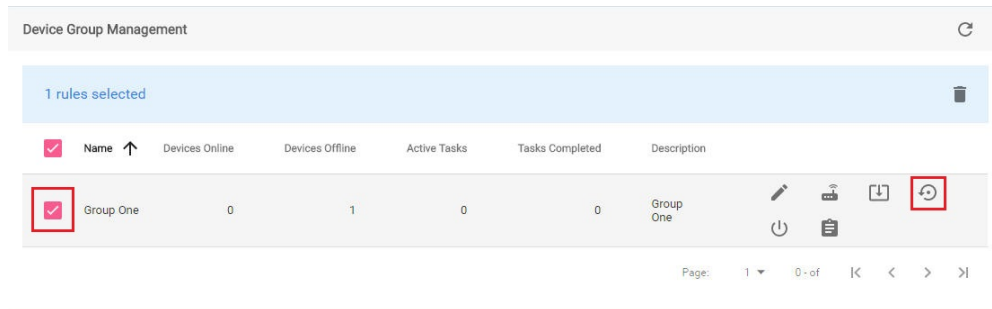 Device Group Management
1 rules selected
Name Devices Online Devices Offline Active Tasks Tasks Completed Description
Group One 0 1 0 0 Group
One
Page: 1 0 - of